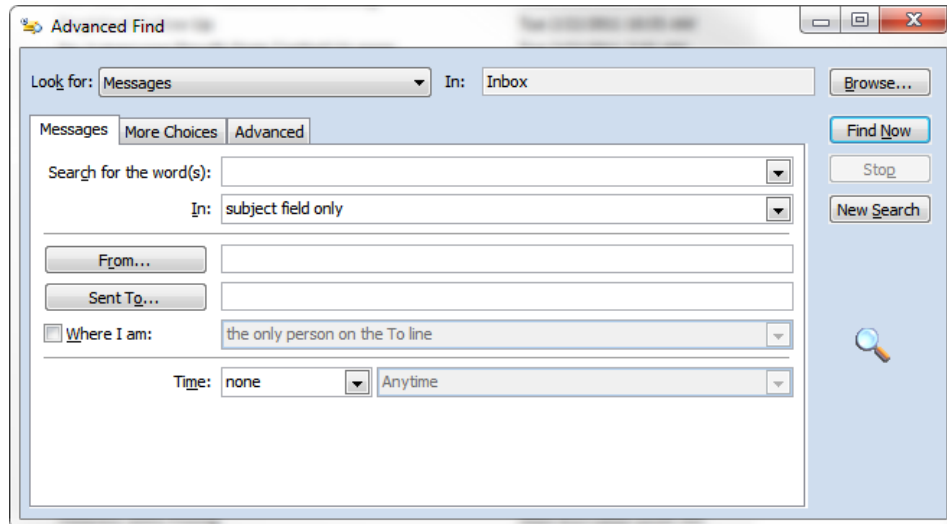 Advanced Find
Look for: Messages In: Inbox Browse...
Messages More Choices Advanced Find Now
Search for the word(s): Stop
In: subject field only New Search
From...
Sent To...
Where I am: the only person on the To line
Time: none Anytime